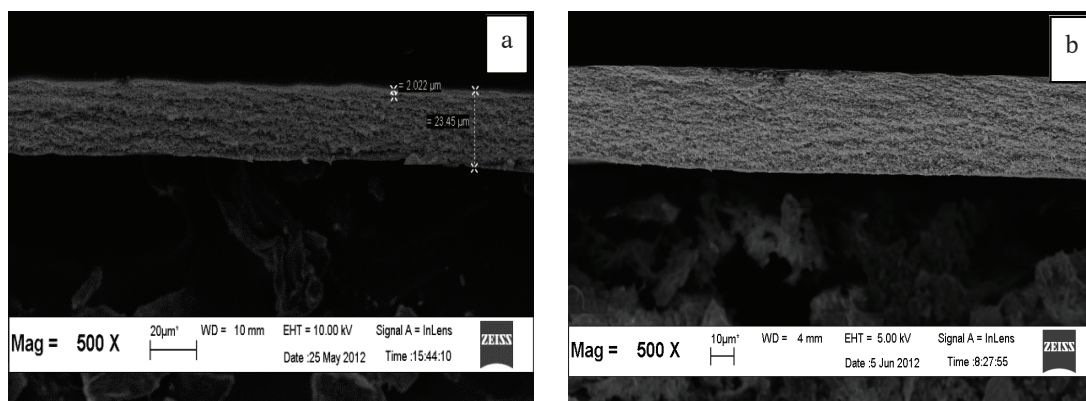 a
= 2.022 µm
= 23.45 µm
Mag = 500 X
20µm*
WD = 10 mm
EHT = 10.00 kV
Signal A = InLens
Date :25 May 2012
Time :15:44:10
ZEISS
b
Mag = 500 X
10µm*
WD = 4 mm
EHT = 5.00 kV
Signal A = InLens
Date :5 Jun 2012
Time :8:27:55
ZEISS